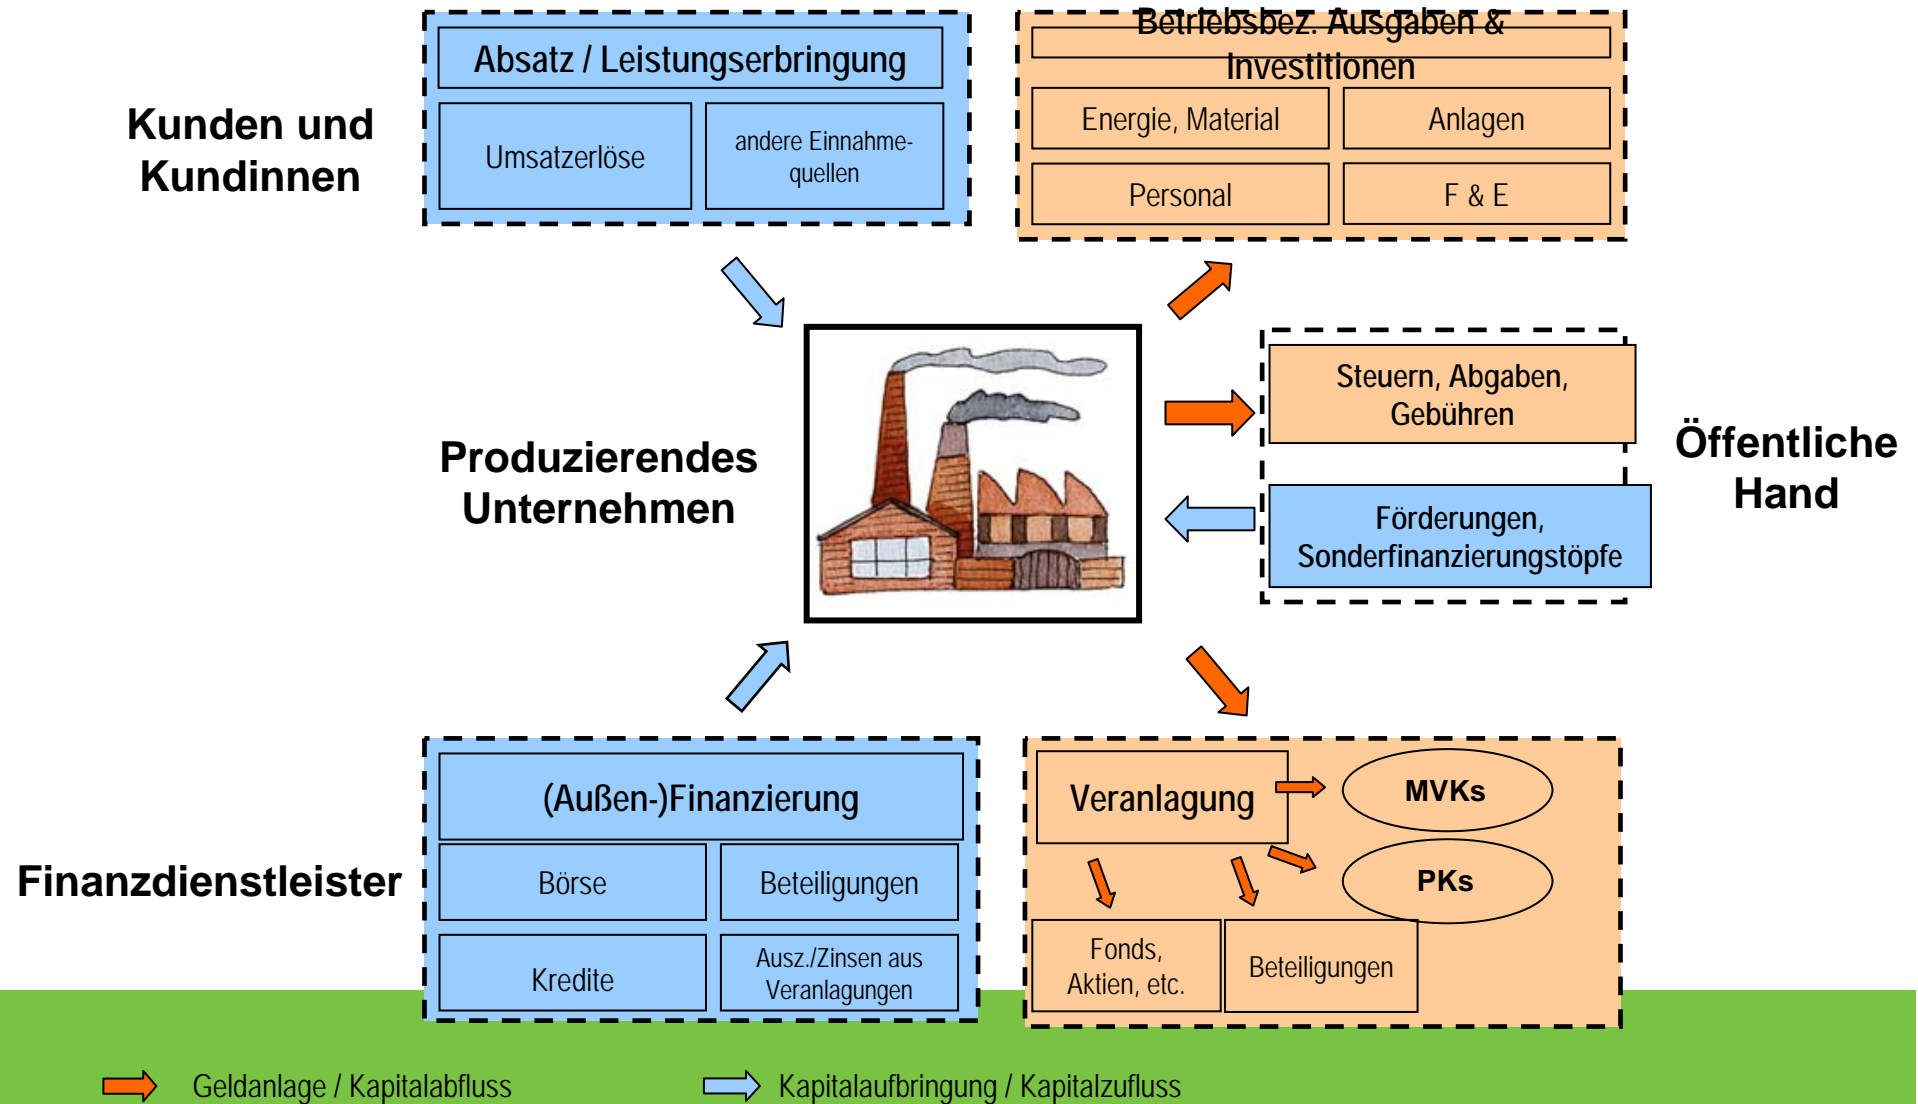 Absatz / Leistungserbringung
Betriebsbez. Ausgaben &
Investitionen
Kunden und
Kundinnen
Umsatzerlöse
andere Einnahme-
quellen
Energie, Material
Anlagen
Personal
F & E
Produzierendes
Unternehmen
Steuern, Abgaben,
Gebühren
Förderungen,
Sonderfinanzierungstöpfe
Öffentliche
Hand
Finanzdienstleister
(Außen-)Finanzierung
Börse
Beteiligungen
Kredite
Ausz./Zinsen aus
Veranlagungen
Veranlagung
MVKs
PKs
Fonds,
Aktien, etc.
Beteiligungen
Geldanlage / Kapitalabfluss
Kapitalaufbringung / Kapitalzufluss